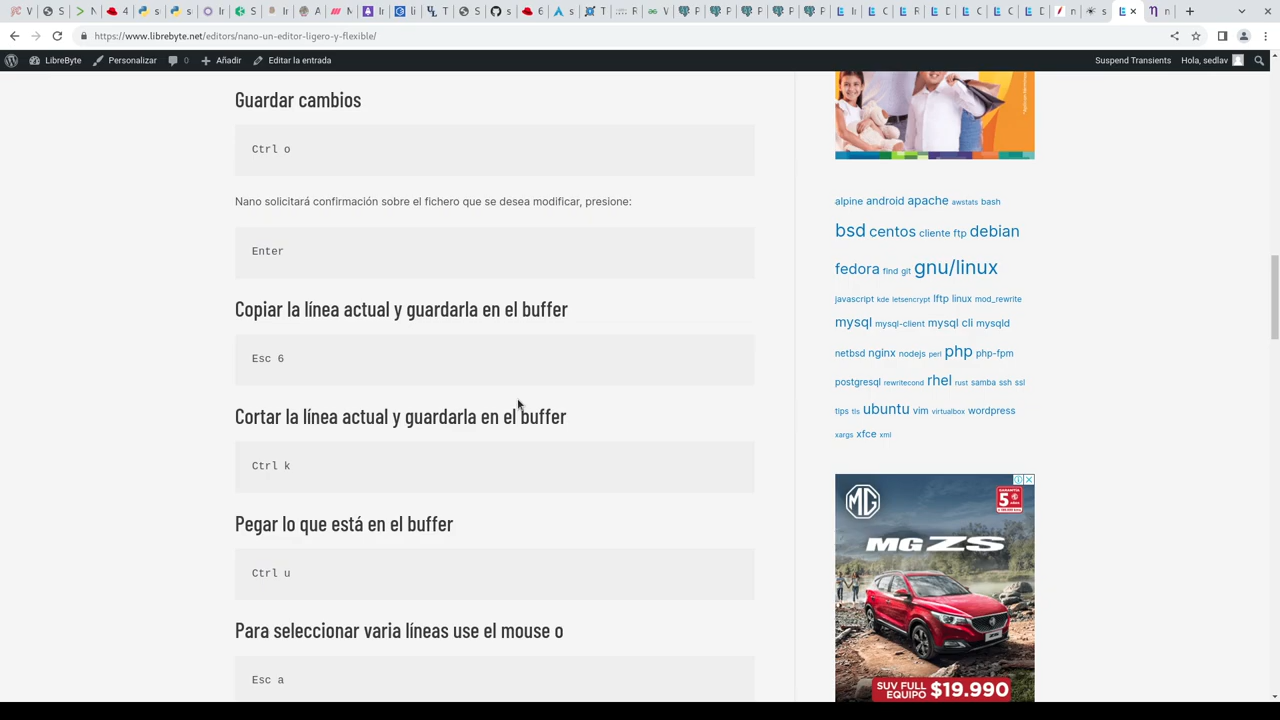 https://www.librebyte.net/editors/nano-un-editor-ligero-y-flexible/
LibreByte
Personalizar
0
Añadir
Editar la entrada
Suspend Transients
Hola, sedlav
Guardar cambios
Ctrl o
Nano solicitará confirmación sobre el fichero que se desea modificar, presione:
Enter
Copiar la línea actual y guardarla en el buffer
Esc 6
Cortar la línea actual y guardarla en el buffer
Ctrl k
Pegar lo que está en el buffer
Ctrl u
Para seleccionar varia líneas use el mouse o
Esc a
alpine android apache awstats bash
bsd centos cliente ftp debian
fedora find git gnu/linux
javascript kde letsencrypt lftp linux mod_rewrite
mysql mysql-client mysql cli mysqld
netbsd nginx nodejs perl php php-fpm
postgresql rewritecond rhel rust samba ssh ssl
tips tls ubuntu vim virtualbox wordpress
xargs xfce xml
MG
5
MG ZS
SUV FULL
EQUIPO $19.990